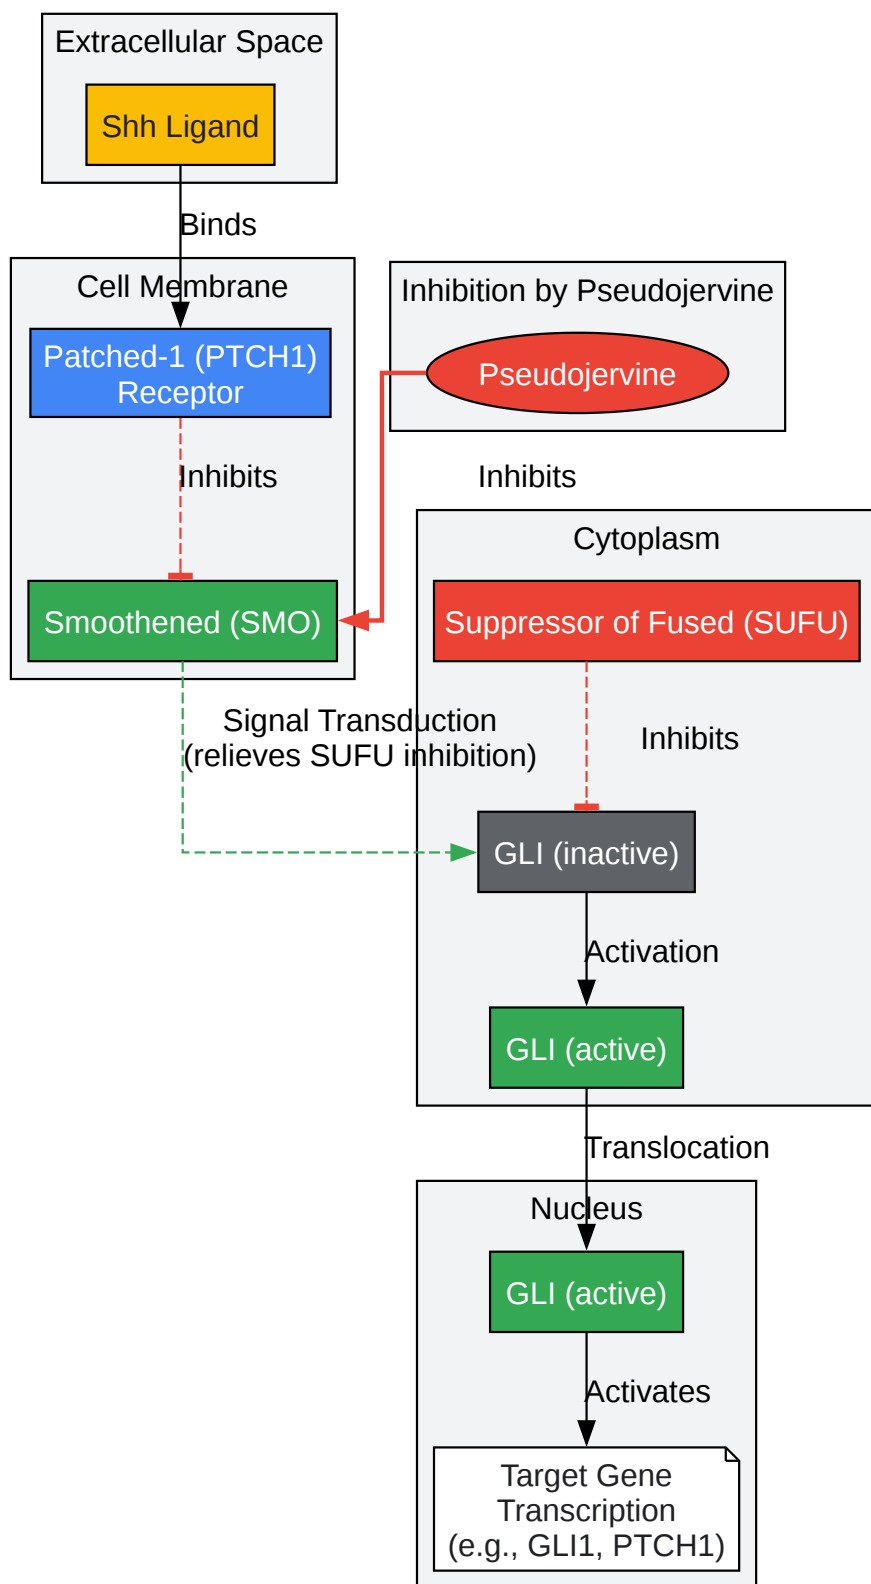 Extracellular Space
Shh Ligand
Binds
Cell Membrane
Patched-1 (PTCH1)
Receptor
Inhibits
Smoothened (SMO)
Inhibition by Pseudojervine
Pseudojervine
Inhibits
Signal Transduction
(relieves SUFU inhibition)
Cytoplasm
Suppressor of Fused (SUFU)
Inhibits
GLI (inactive)
Activation
GLI (active)
Translocation
Nucleus
GLI (active)
Activates
Target Gene
Transcription
(e.g., GLI1, PTCH1)